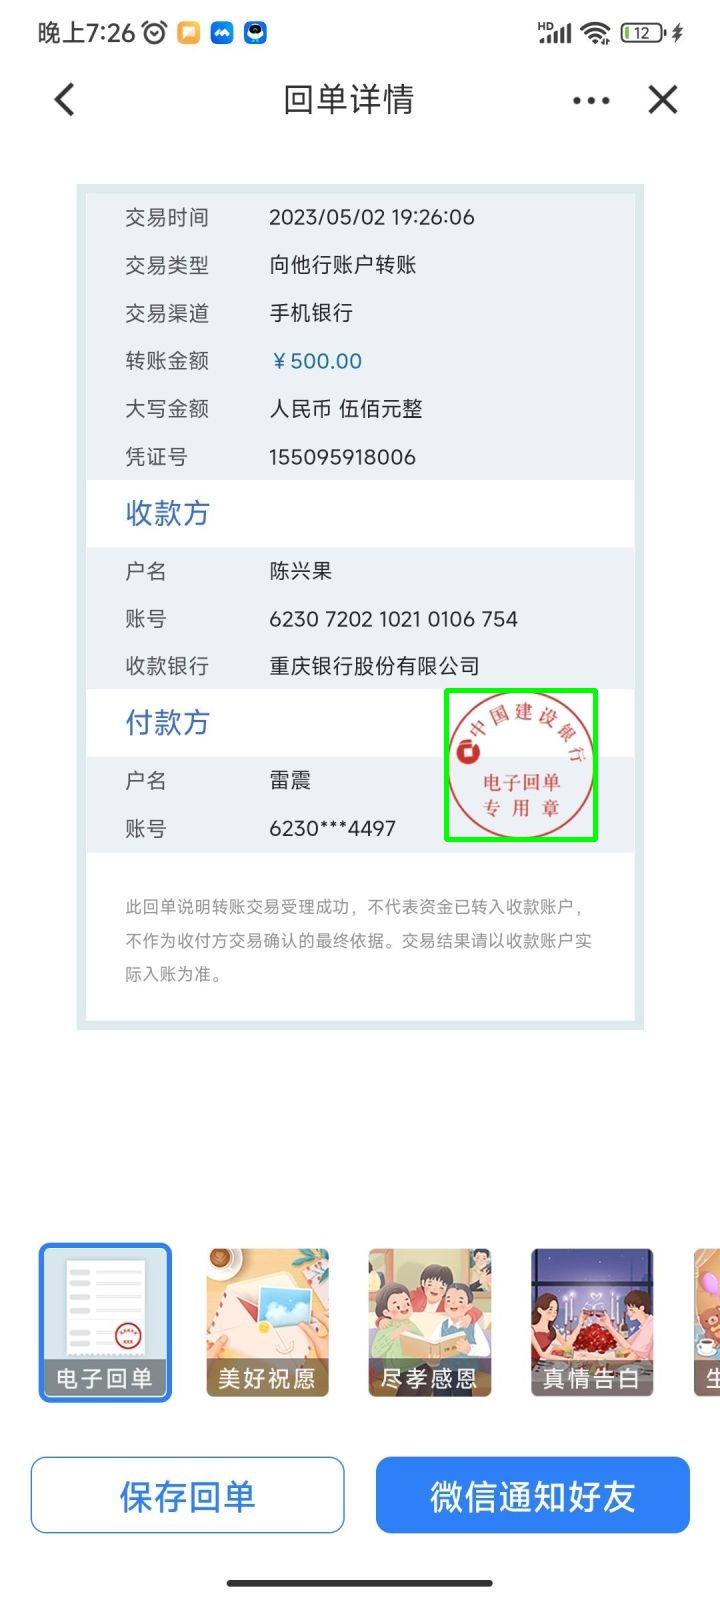 晚上7:26
HD
12
回单详情
交易时间 2023/05/02 19:26:06
交易类型 向他行账户转账
交易渠道 手机银行
转账金额 ¥500.00
大写金额 人民币 伍佰元整
凭证号 155095918006
收款方
户名 陈兴果
账号 6230 7202 1021 0106 754
收款银行 重庆银行股份有限公司
付款方
中国建设银行
电子回单
专用章
户名 雷震
账号 6230***4497
此回单说明转账交易受理成功，不代表资金已转入收款账户，
不作为收付方交易确认的最终依据。交易结果请以收款账户实
际入账为准。
电子回单 美好祝愿 尽孝感恩 真情告白
保存回单 微信通知好友